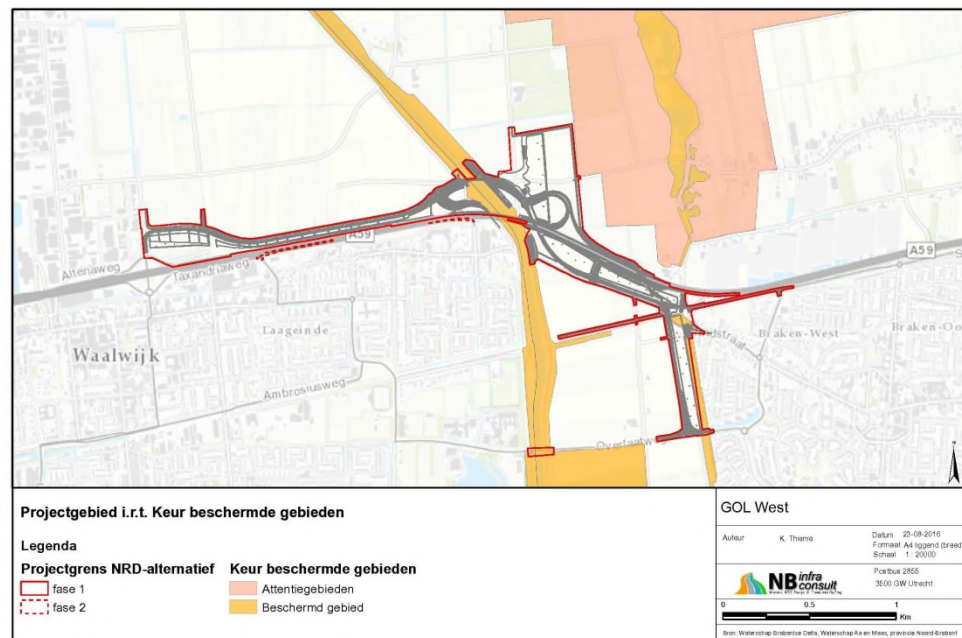 A59
A59
Altenaweg
Taxandriaweg
Laageinde
Waalwijk
Ambrosiusweg
Braken-West
Overlaatweg
Projectgebied i.r.t. Keur beschermde gebieden
Legenda
Projectgrens NRD-alternatief
fase 1
fase 2
Keur beschermde gebieden
Attentiegebieden
Beschermd gebied
GOL West
Auteur K. Thieme
Datum 23-08-2016
Formaat A4 liggend (breed)
Schaal 1: 20000
NB infra consult
Postbus 2855
3500 GW Utrecht
0 0.5 1
Km
Bron: Waterschap Brabantse Delta, Waterschap Aa en Maas, provincie Noord-Brabant